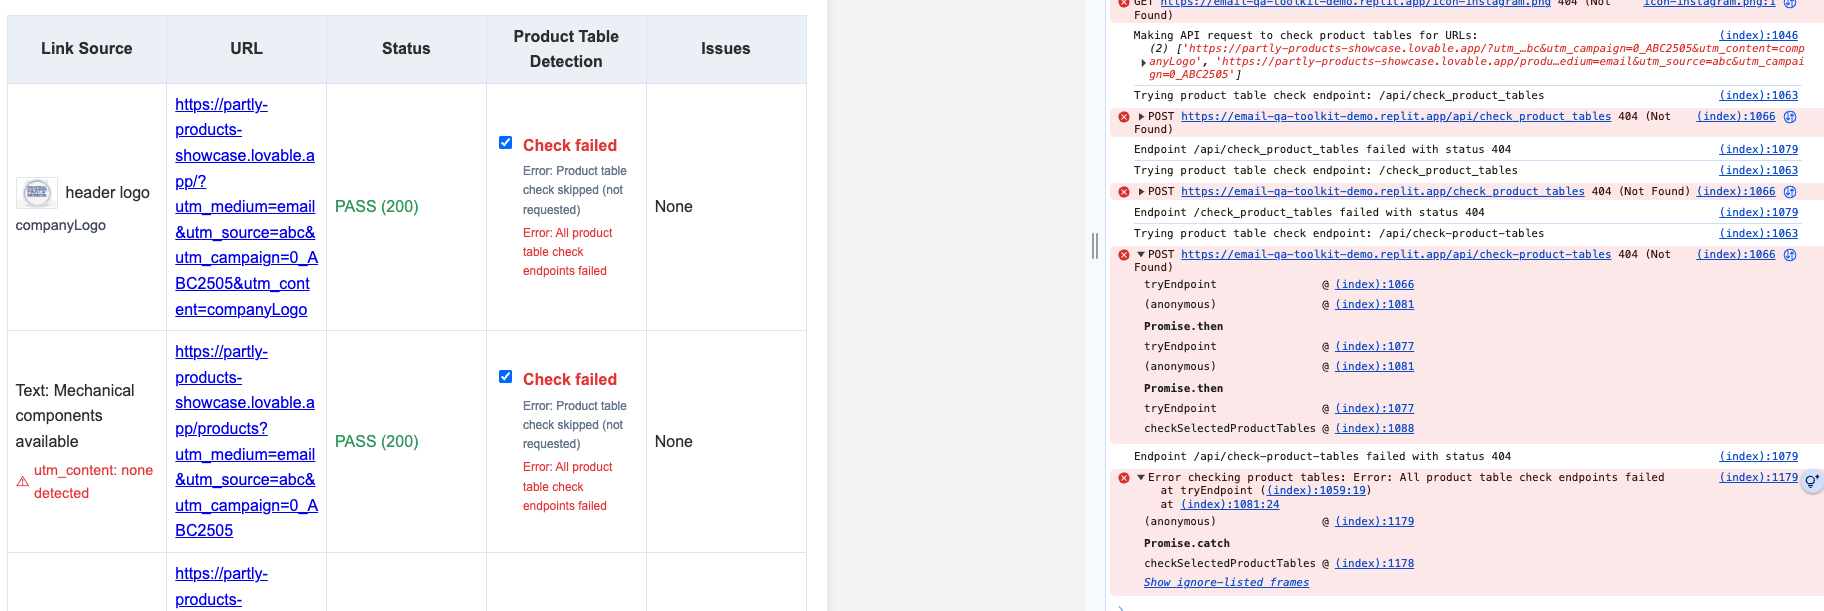 Link Source
URL
Status
Product Table
Detection
Issues
header logo
companyLogo
https://partly-
products-
showcase.lovable.a
pp/?
utm_medium=email
&utm_source=abc&
utm_campaign=0_A
BC2505&utm_cont
ent=companyLogo
PASS (200)
Check failed
Error: Product table
check skipped (not
requested)
Error: All product
table check
endpoints failed
None
Text: Mechanical
components
available
utm_content: none
detected
https://partly-
products-
showcase.lovable.a
pp/products?
utm_medium=email
&utm_source=abc&
utm_campaign=0_A
BC2505
PASS (200)
Check failed
Error: Product table
check skipped (not
requested)
Error: All product
table check
endpoints failed
None
https://partly-
products-
GET https://email-qa-toolkit-demo.replit.app/icon-instagram.png 404 (Not icon-instagram.png:1
Found)
Making API request to check product tables for URLs: (index):1046
(2) ['https://partly-products-showcase.lovable.app/?utm_…bc&utm_campaign=0_ABC2505&utm_content=comp
anyLogo', 'https://partly-products-showcase.lovable.app/produ…edium=email&utm_source=abc&utm_campai
gn=0_ABC2505']
Trying product table check endpoint: /api/check_product_tables (index):1063
POST https://email-qa-toolkit-demo.replit.app/api/check_product_tables 404 (Not (index):1066
Found)
Endpoint /api/check_product_tables failed with status 404 (index):1079
Trying product table check endpoint: /check_product_tables (index):1063
POST https://email-qa-toolkit-demo.replit.app/check_product_tables 404 (Not Found) (index):1066
Endpoint /check_product_tables failed with status 404 (index):1079
Trying product table check endpoint: /api/check-product-tables (index):1063
POST https://email-qa-toolkit-demo.replit.app/api/check-product-tables 404 (Not (index):1066
Found)
tryEndpoint @ (index):1066
(anonymous) @ (index):1081
Promise.then
tryEndpoint @ (index):1077
(anonymous) @ (index):1081
Promise.then
tryEndpoint @ (index):1077
checkSelectedProductTables @ (index):1088
Endpoint /api/check-product-tables failed with status 404 (index):1079
Error checking product tables: Error: All product table check endpoints failed (index):1179
at tryEndpoint ((index):1059:19)
at (index):1081:24
(anonymous) @ (index):1179
Promise.catch
checkSelectedProductTables @ (index):1178
Show ignore-listed frames